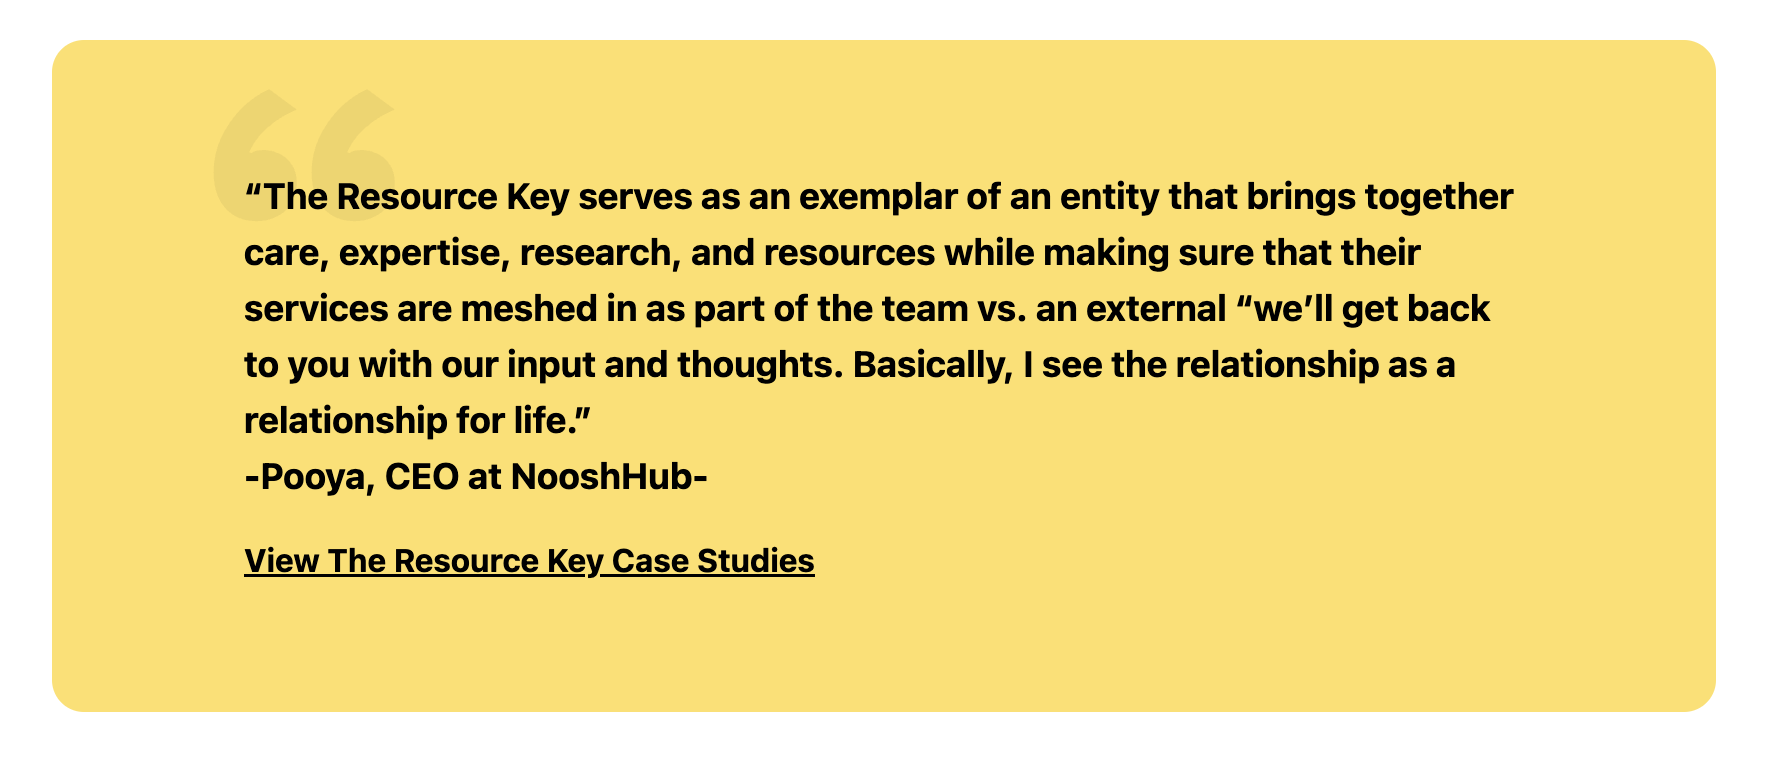 “The Resource Key serves as an exemplar of an entity that brings together
care, expertise, research, and resources while making sure that their
services are meshed in as part of the team vs. an external “we’ll get back
to you with our input and thoughts. Basically, I see the relationship as a
relationship for life.”
-Pooya, CEO at NooshHub-
View The Resource Key Case Studies